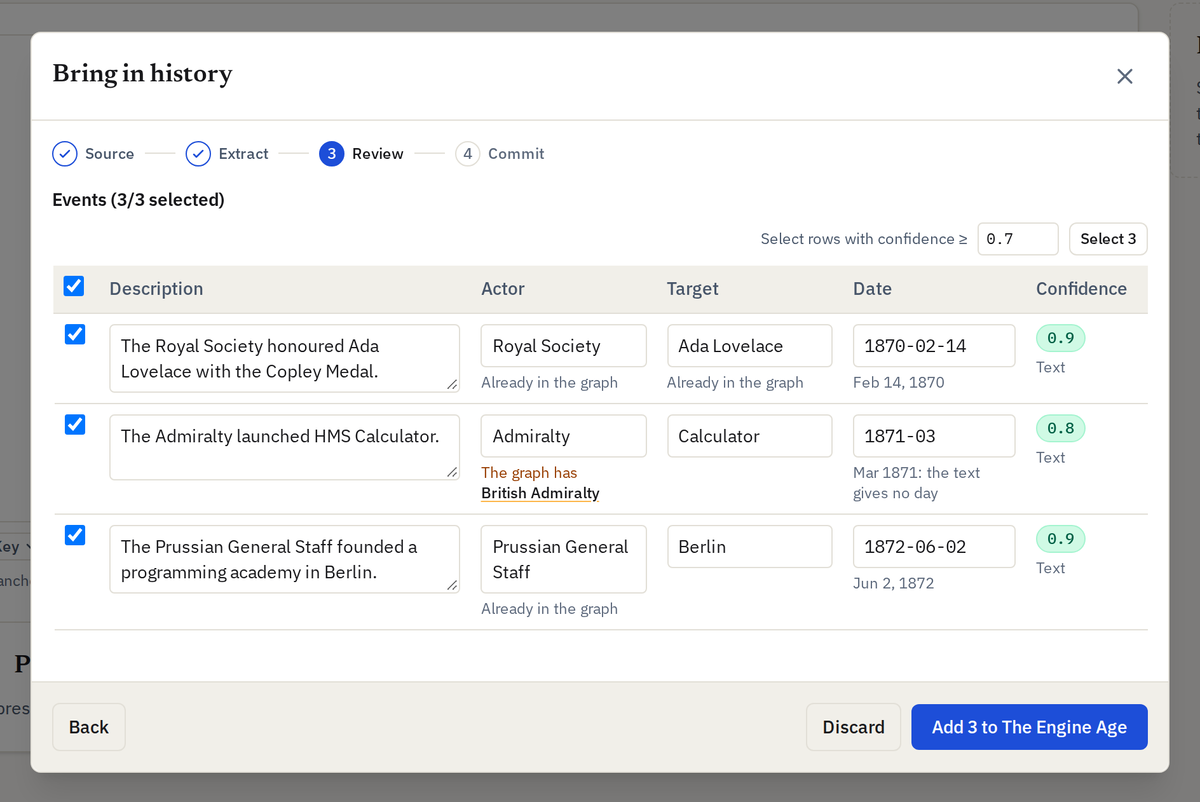 Bring in history
Source
Extract
3 Review
4 Commit
Events (3/3 selected)
Select rows with confidence ≥ 0.7 Select 3
Description Actor Target Date Confidence
The Royal Society honoured Ada
Lovelace with the Copley Medal.
Royal Society
Already in the graph
Ada Lovelace
Already in the graph
1870-02-14
Feb 14, 1870
0.9
Text
The Admiralty launched HMS Calculator.
Admiralty
The graph has
British Admiralty
Calculator
1871-03
Mar 1871: the text
gives no day
0.8
Text
The Prussian General Staff founded a
programming academy in Berlin.
Prussian General
Staff
Already in the graph
Berlin
1872-06-02
Jun 2, 1872
0.9
Text
Back
Discard
Add 3 to The Engine Age